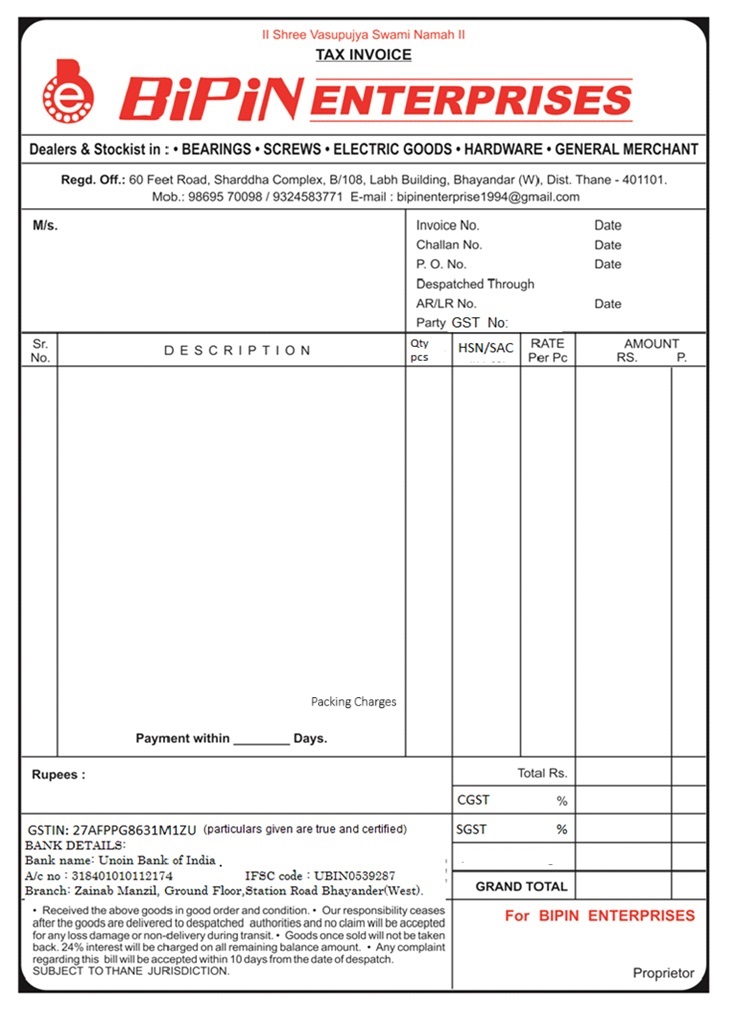 II Shree Vasupujya Swami Namah II
TAX INVOICE
e
BiPiN ENTERPRISES
Dealers & Stockist in : • BEARINGS • SCREWS • ELECTRIC GOODS • HARDWARE • GENERAL MERCHANT
Regd. Off.: 60 Feet Road, Sharddha Complex, B/108, Labh Building, Bhayandar (W), Dist. Thane - 401101.
Mob.: 98695 70098 / 9324583771 E-mail : bipinenterprise1994@gmail.com
M/s.
Invoice No. Date
Challan No. Date
P. O. No. Date
Despatched Through
AR/LR No. Date
Party GST No:
Sr. No. DESCRIPTION Qty pcs HSN/SAC RATE Per Pc AMOUNT RS. P.
Packing Charges
Payment within ________ Days.
Rupees :
Total Rs.
CGST %
SGST %
GRAND TOTAL
GSTIN: 27AFPPG8631M1ZU (particulars given are true and certified)
BANK DETAILS:
Bank name: Unoin Bank of India .
A/c no : 318401010112174 IFSC code : UBIN0539287
Branch: Zainab Manzil, Ground Floor,Station Road Bhayander(West).
• Received the above goods in good order and condition. • Our responsibility ceases
after the goods are delivered to despatched authorities and no claim will be accepted
for any loss damage or non-delivery during transit. • Goods once sold will not be taken
back. 24% interest will be charged on all remaining balance amount. • Any complaint
regarding this bill will be accepted within 10 days from the date of despatch.
SUBJECT TO THANE JURISDICTION.
For BIPIN ENTERPRISES
Proprietor